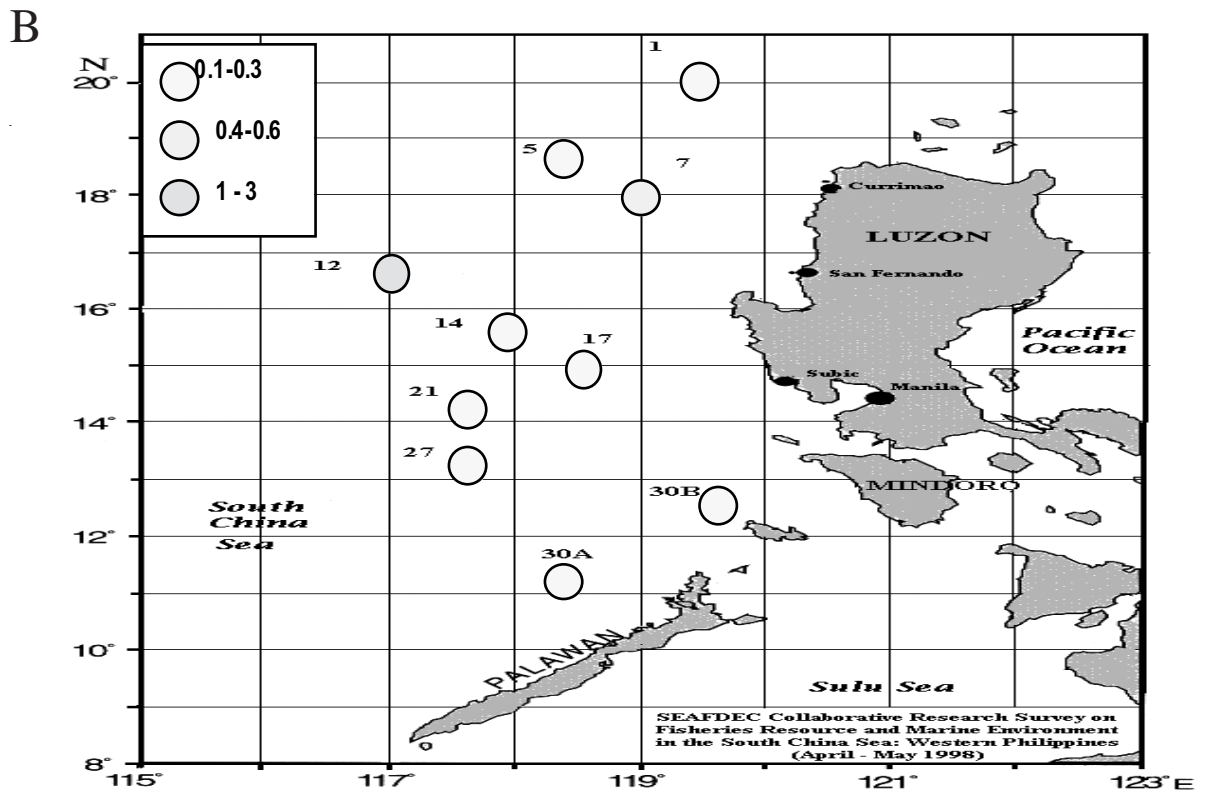 B
N
0.1-0.3
0.4-0.6
1 - 3
1
20°
5
7
18°
Currimao
LUZON
12
San Fernando
16°
14
17
Pacific
Ocean
Subic
21
Manila
14°
27
MINDORO
30B
South
China
Sea
12°
30A
10°
PALAWAN
Sulu Sea
SEAFDEC Collaborative Research Survey on
Fisheries Resource and Marine Environment
in the South China Sea: Western Philippines
(April - May 1998)
8°
115° 117° 119° 121° 123° E